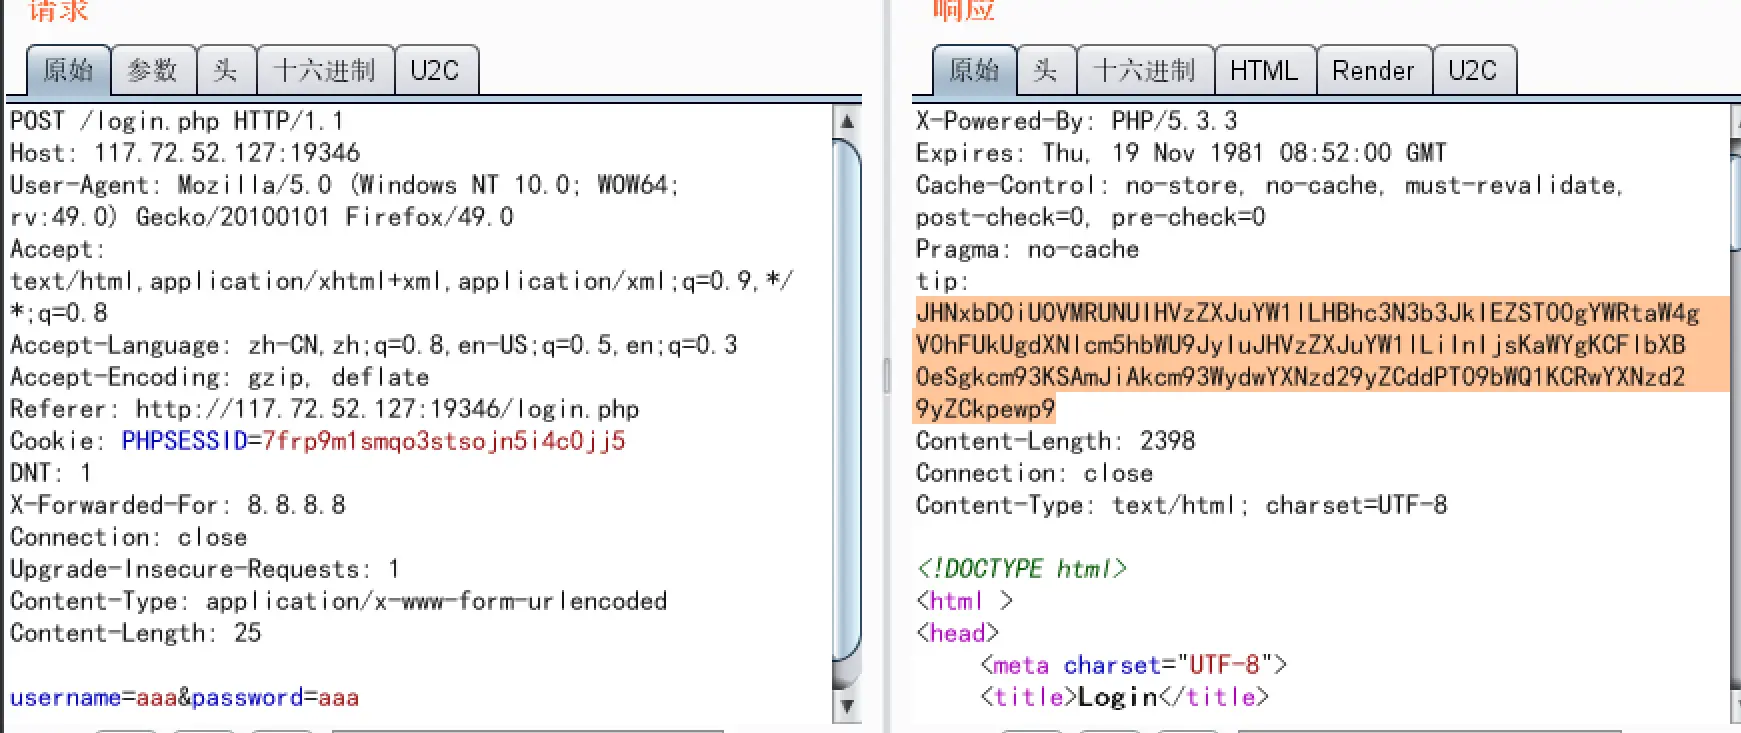 请求
响应
原始 参数 头 十六进制 U2C
原始 头 十六进制 HTML Render U2C
POST /login.php HTTP/1.1
Host: 117.72.52.127:19346
User-Agent: Mozilla/5.0 (Windows NT 10.0; WOW64;
rv:49.0) Gecko/20100101 Firefox/49.0
Accept:
text/html,application/xhtml+xml,application/xml;q=0.9,*/
*;q=0.8
Accept-Language: zh-CN,zh;q=0.8,en-US;q=0.5,en;q=0.3
Accept-Encoding: gzip, deflate
Referer: http://117.72.52.127:19346/login.php
Cookie: PHPSESSID=7frp9m1smqo3stsojn5i4c0jj5
DNT: 1
X-Forwarded-For: 8.8.8.8
Connection: close
Upgrade-Insecure-Requests: 1
Content-Type: application/x-www-form-urlencoded
Content-Length: 25
username=aaa&password=aaa
X-Powered-By: PHP/5.3.3
Expires: Thu, 19 Nov 1981 08:52:00 GMT
Cache-Control: no-store, no-cache, must-revalidate,
post-check=0, pre-check=0
Pragma: no-cache
tip:
JHNxbD0iU0VMRUNUIHVzZXJuYW1lLHBhc3N3b3JkIEZST00gYWRtaW4g
V0hFUkUgdXNlcm5hbWU9JyIuJHVzZXJuYW1lLiInIjsKaWYgKCFlbXB
0eSgkcm93KSAmJiAkcm93WydwYXNzd29yZCddPT09bWQ1KCRwYXNzd2
9yZCkpewp9
Content-Length: 2398
Connection: close
Content-Type: text/html; charset=UTF-8
<!DOCTYPE html>
<html >
<head>
<meta charset="UTF-8">
<title>Login</title>